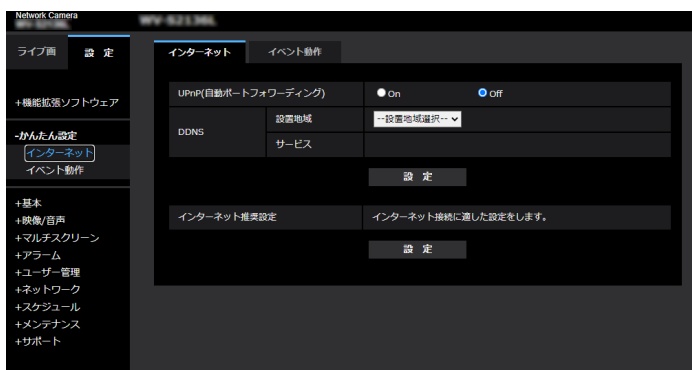 Network Camera
ライブ画
設 定
+機能拡張ソフトウェア
-かんたん設定
インターネット
イベント動作
+基本
+映像/音声
+マルチスクリーン
+アラーム
+ユーザー管理
+ネットワーク
+スケジュール
+メンテナンス
+サポート
インターネット
イベント動作
UPnP(自動ポートフォワーディング)
On
Off
DDNS
設置地域
--設置地域選択--
サービス
設 定
インターネット推奨設定
インターネット接続に適した設定をします。
設 定